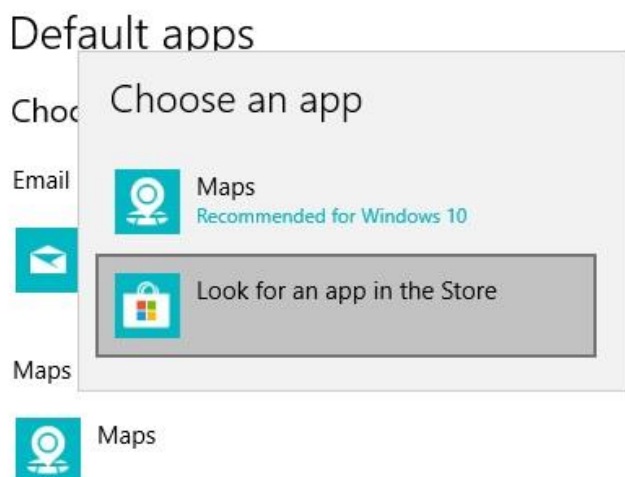 Default apps
Choose an app
Choo
Email
Maps
Recommended for Windows 10
Look for an app in the Store
Maps
Maps